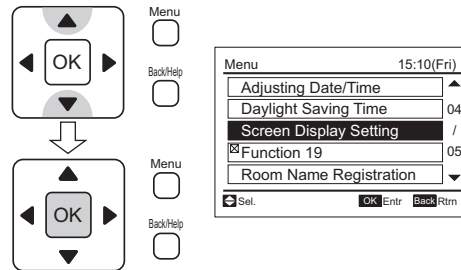 Menu
OK
Back/Help
Menu
OK
Back/Help
Menu 15:10(Fri)
Adjusting Date/Time
Daylight Saving Time 04
Screen Display Setting /
Function 19 05
Room Name Registration
Sel. OK Entr Back Rtrn